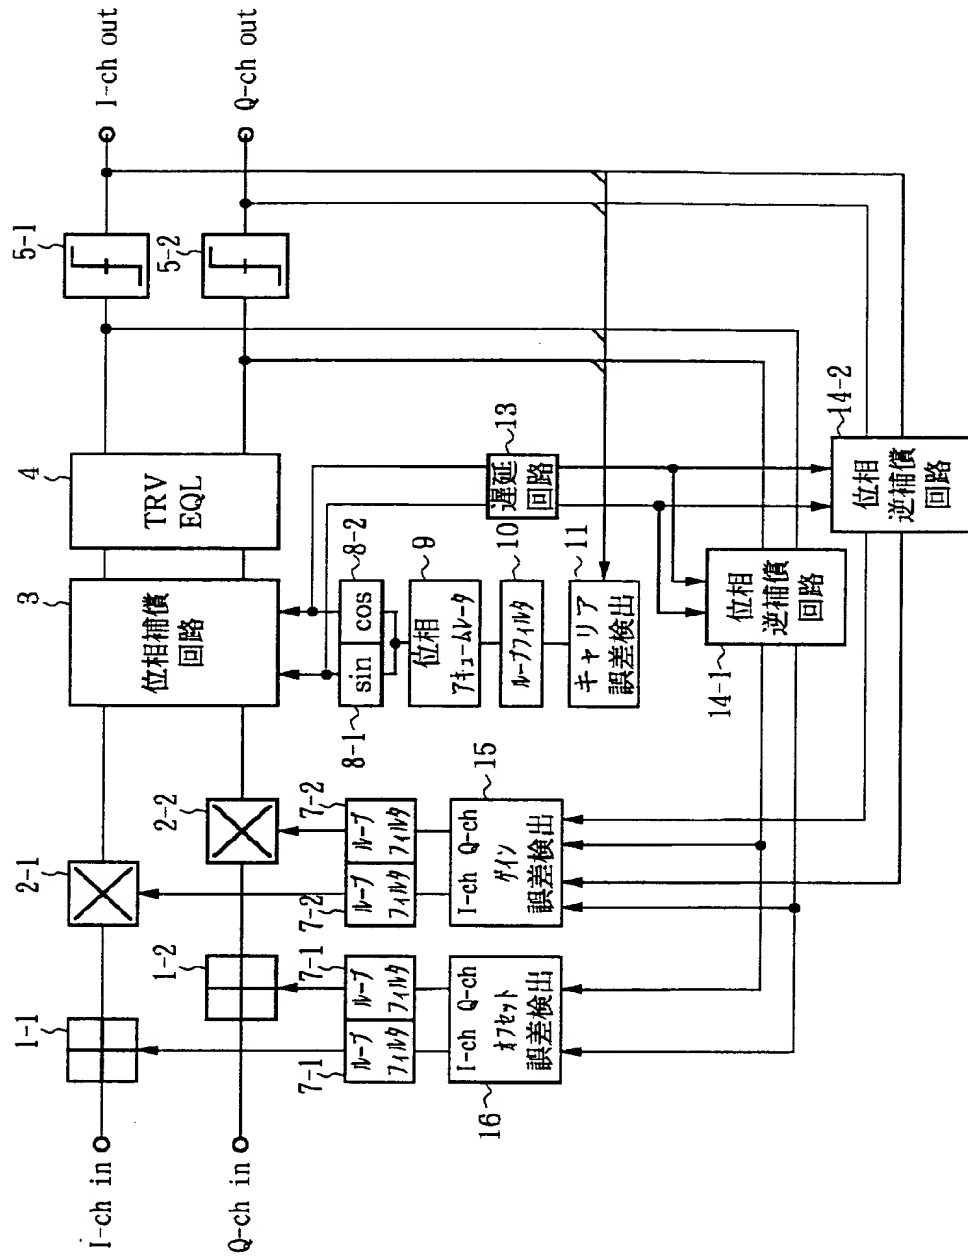 I-ch in
Q-ch in
1-1
1-2
2-1
2-2
3
位相補償
回路
4
TRV
EQL
5-1
5-2
I-ch out
Q-ch out
7-1
ループ
フィルタ
ループ
フィルタ
7-1
7-2
ループ
フィルタ
ループ
フィルタ
7-2
8-1
sin
cos
8-2
位相
アキュームレータ
9
ループフィルタ
10
キャリア
誤差検出
11
遅延
回路
13
I-ch Q-ch
オフセット
誤差検出
16
I-ch Q-ch
ゲイン
誤差検出
15
位相
逆補償
回路
14-1
位相
逆補償
回路
14-2